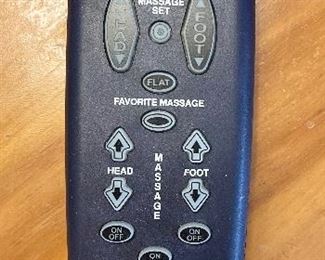 MASSAGE
SET
HEAD
FOOT
FLAT
FAVORITE MASSAGE
HEAD
MASSAGE
FOOT
ON
OFF
ON
OFF
ON